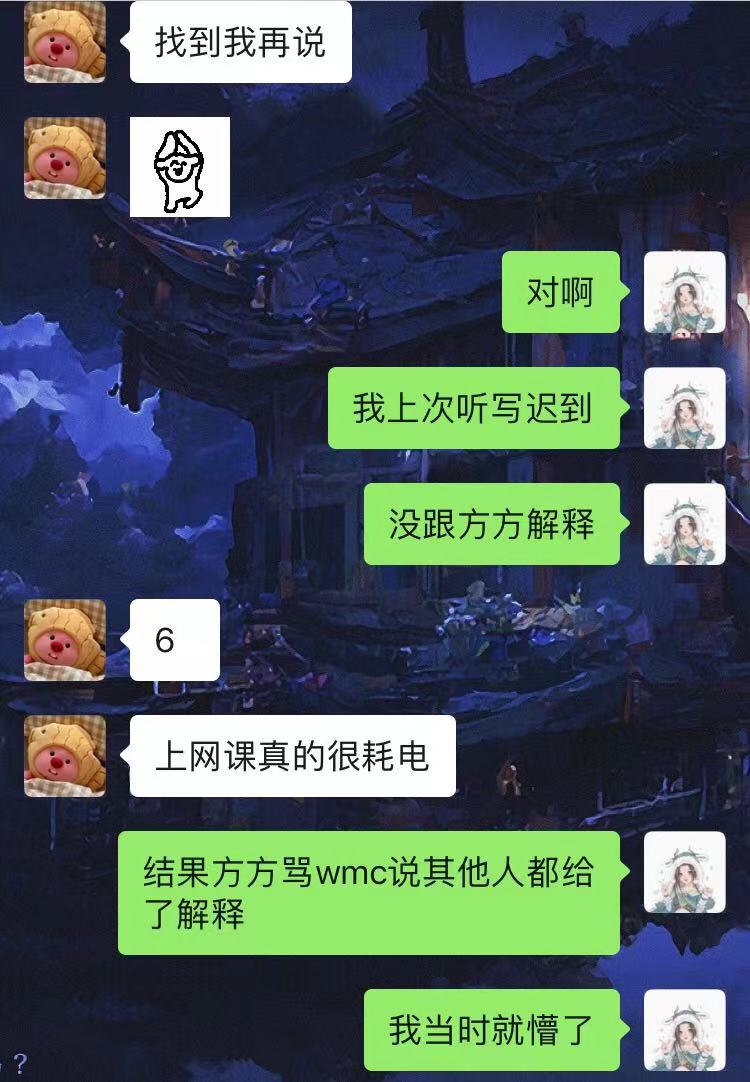 找到我再说
对啊
我上次听写迟到
没跟方方解释
6
上网课真的很耗电
结果方方骂wmc说其他人都给
了解释
我当时就懵了
?